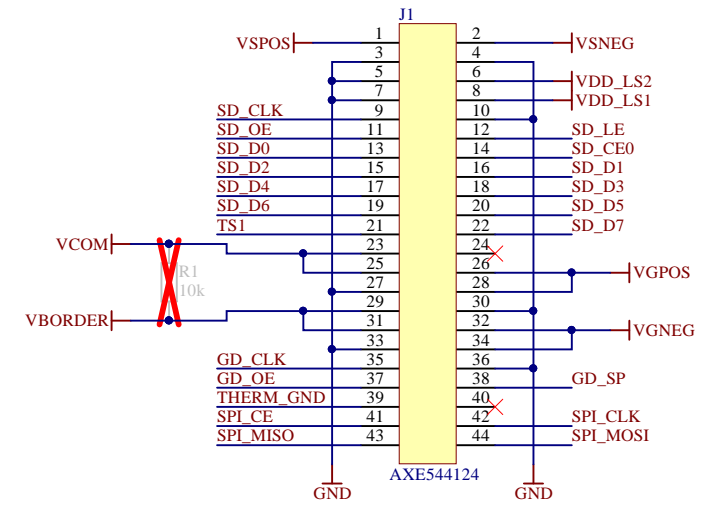 J1
VSPOS 1 2 VSNEG
3 4
5 6 VDD_LS2
7 8 VDD_LS1
SD_CLK 9 10
SD_OE 11 12 SD_LE
SD_D0 13 14 SD_CE0
SD_D2 15 16 SD_D1
SD_D4 17 18 SD_D3
SD_D6 19 20 SD_D5
TS1 21 22 SD_D7
VCOM 23 24
R1 25 26 VGPOS
10k 27 28
VBORDER 29 30
31 32 VGNEG
33 34
GD_CLK 35 36
GD_OE 37 38 GD_SP
THERM_GND 39 40
SPI_CE 41 42 SPI_CLK
SPI_MISO 43 44 SPI_MOSI
AXE544124
GND GND